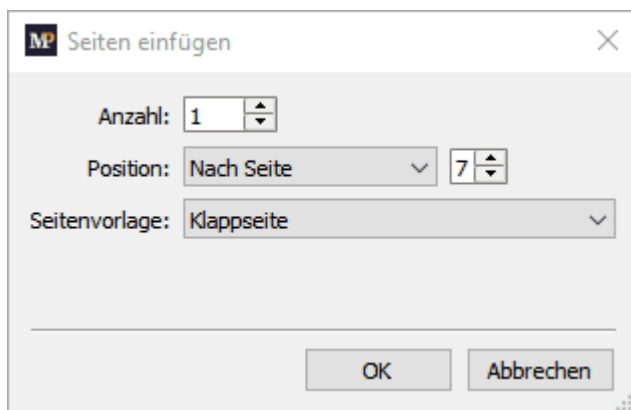 MP Seiten einfügen
Anzahl: 1
Position: Nach Seite 7
Seitenvorlage: Klappseite
OK Abbrechen